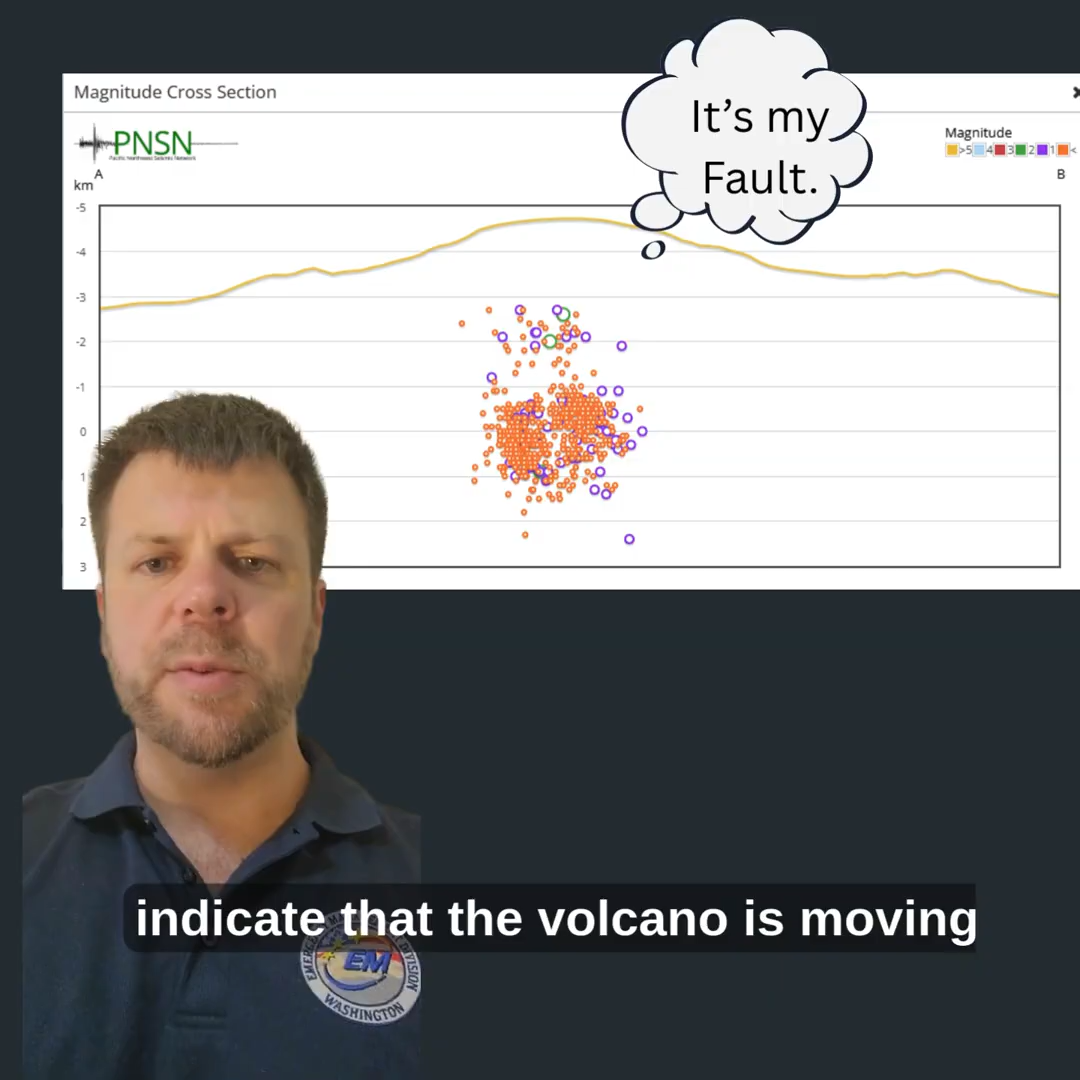 Magnitude Cross Section
It's my
Fault.
PNSN
Pacific Northwest Seismic Network
Magnitude
>5 4 3 2 1 <
A
B
km
-5
-4
-3
-2
-1
0
1
2
3
indicate that the volcano is moving
EM
DIVISION
WASHINGTON